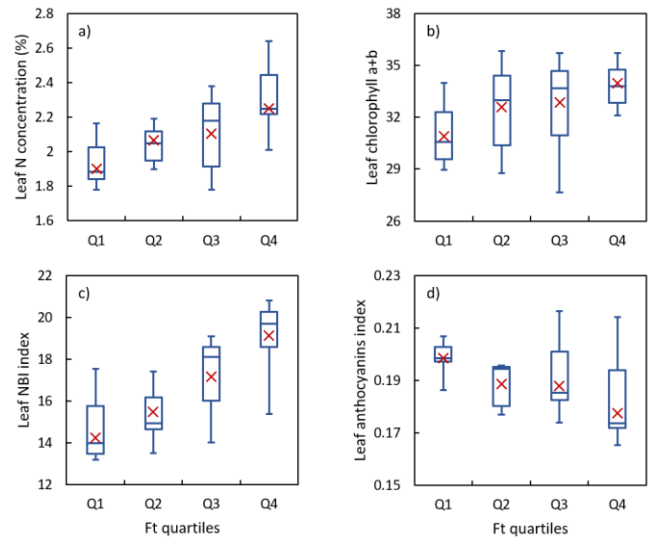 a)
Leaf N concentration (%)
2.8
2.6
2.4
2.2
2
1.8
1.6
Q1 Q2 Q3 Q4
b)
Leaf chlorophyll a+b
38
35
32
29
26
Q1 Q2 Q3 Q4
c)
Leaf NBI index
22
20
18
16
14
12
Q1 Q2 Q3 Q4
Ft quartiles
d)
Leaf anthocyanins index
0.23
0.21
0.19
0.17
0.15
Q1 Q2 Q3 Q4
Ft quartiles